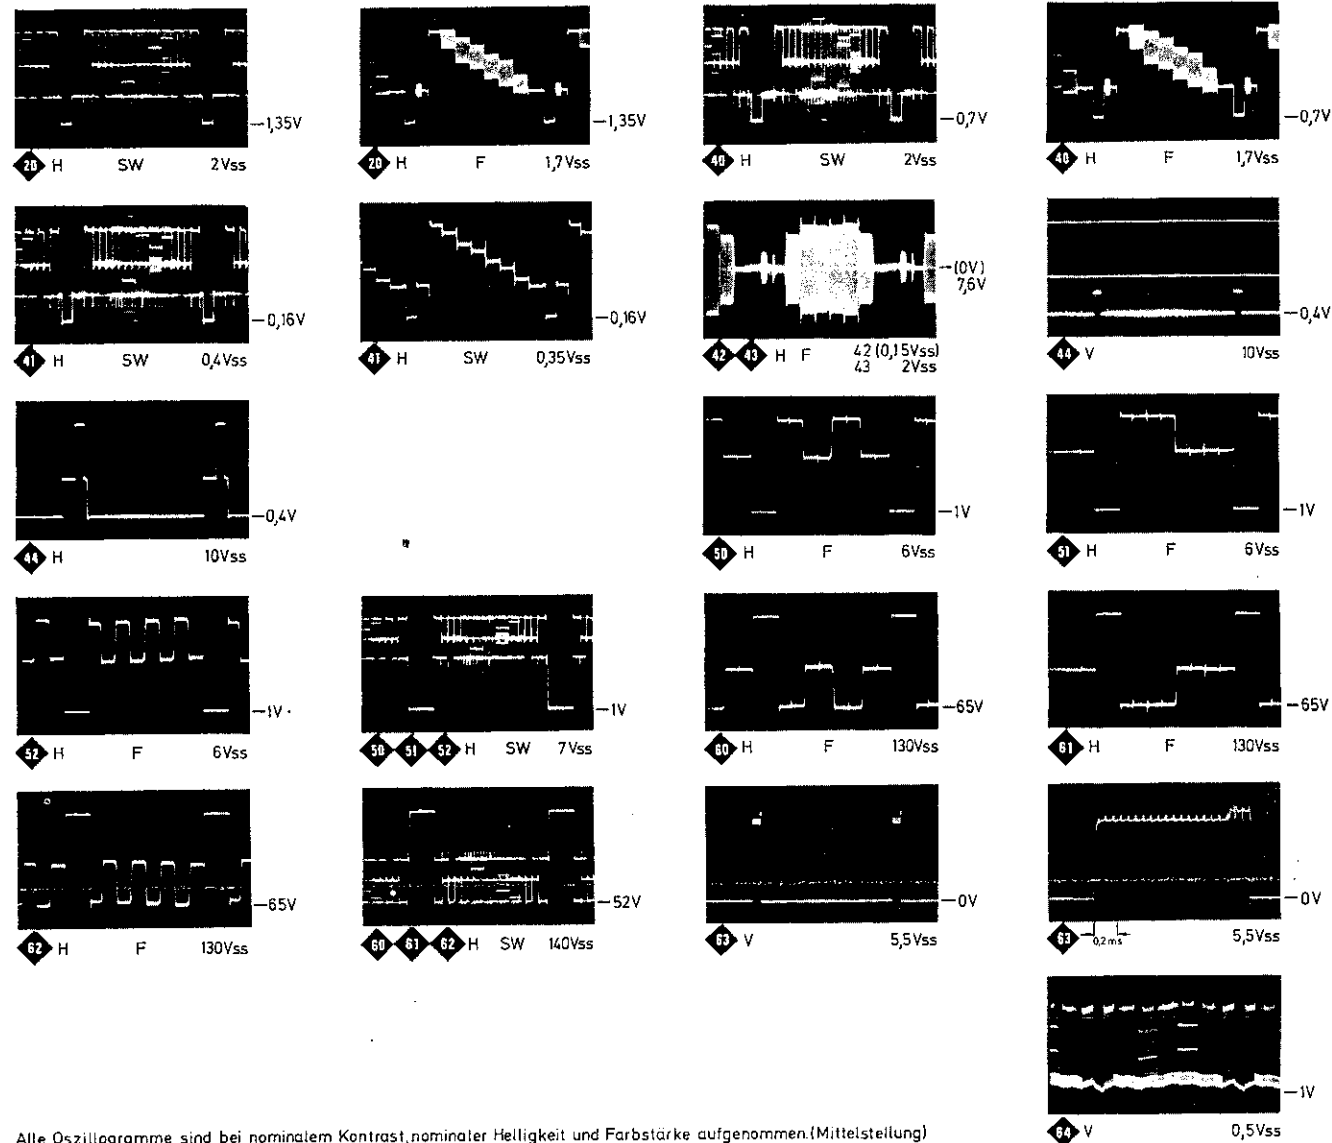 -1,35V
20 H SW 2Vss
-1,35V
20 H F 1,7Vss
-0,7V
40 H SW 2Vss
-0,7V
40 H F 1,7Vss
-0,16V
41 H SW 0,4Vss
-0,16V
41 H SW 0,35Vss
-(0V)
7,6V
42 43 H F 42 (0,15Vss)
43 2Vss
-0,4V
44 V 10Vss
-0,4V
44 H 10Vss
-1V
50 H F 6Vss
-1V
51 H F 6Vss
-1V
52 H F 6Vss
-1V
50 51 52 H SW 7Vss
-65V
60 H F 130Vss
-65V
61 H F 130Vss
-65V
62 H F 130Vss
-52V
60 61 62 H SW 140Vss
-0V
63 V 5,5Vss
-0V
63 0,2ms 5,5Vss
-1V
64 V 0,5Vss
Alle Oszillogramme sind bei nominalem Kontrast, nominaler Helligkeit und Farbstärke aufgenommen.(Mittelstellung)